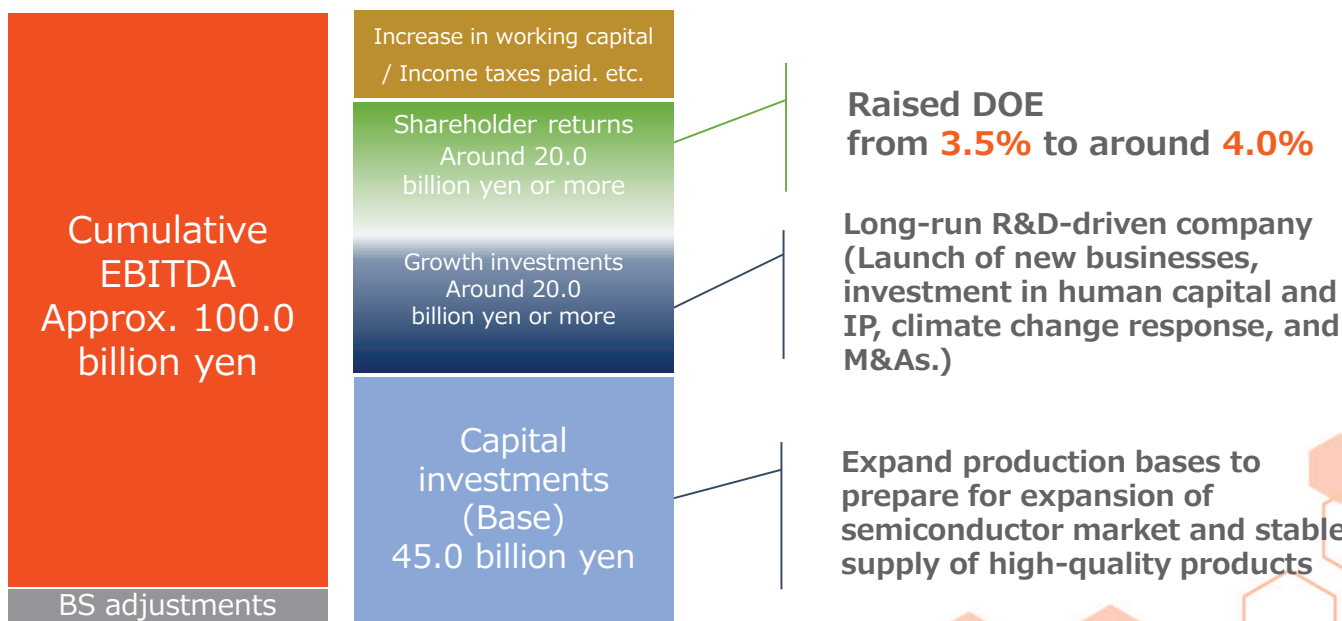 Cumulative
EBITDA
Approx. 100.0
billion yen
BS adjustments
Increase in working capital
/ Income taxes paid. etc.
Shareholder returns
Around 20.0
billion yen or more
Growth investments
Around 20.0
billion yen or more
Capital
investments
(Base)
45.0 billion yen
Raised DOE
from 3.5% to around 4.0%
Long-run R&D-driven company
(Launch of new businesses,
investment in human capital and
IP, climate change response, and
M&As.)
Expand production bases to
prepare for expansion of
semiconductor market and stable
supply of high-quality products